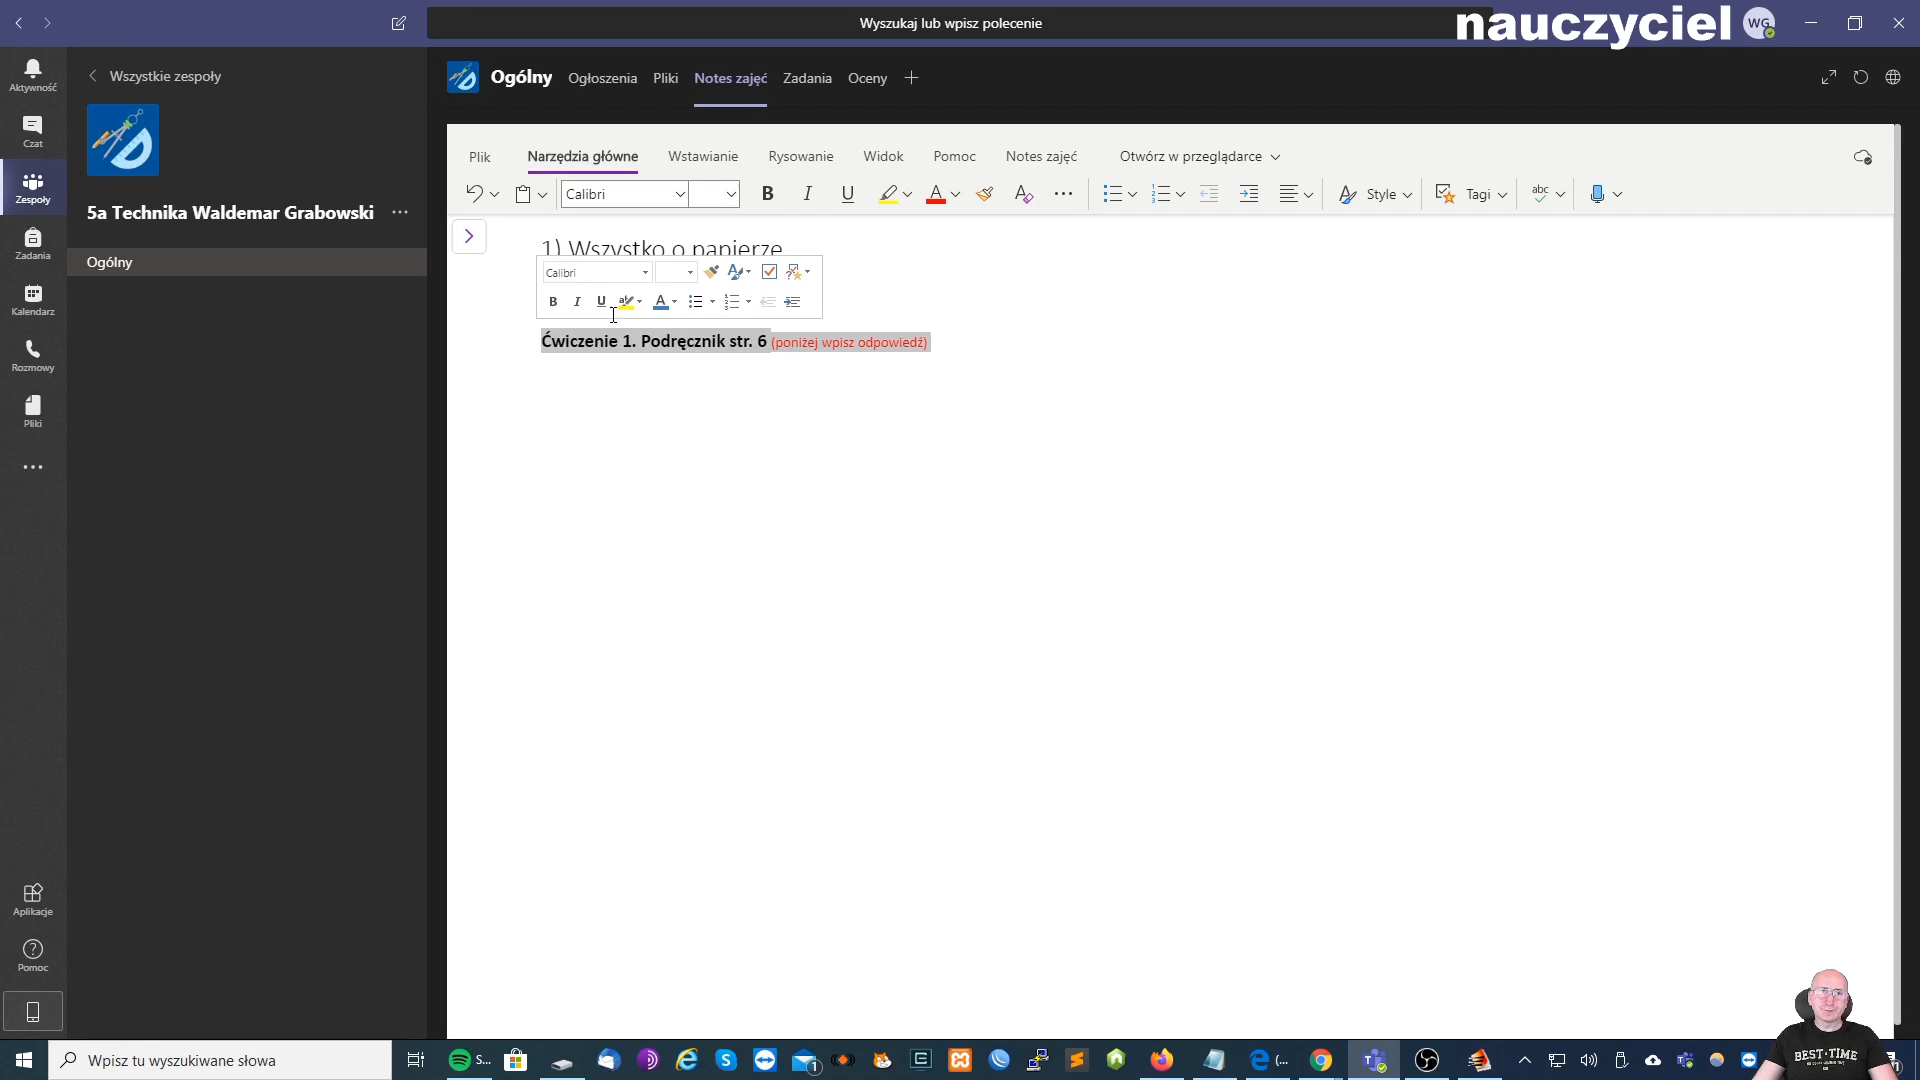 Wyszukaj lub wpisz polecenie
nauczyciel
WG
Aktywność
Czat
Zespoły
Zadania
Kalendarz
Rozmowy
Pliki
Aplikacje
Pomoc
Wszystkie zespoły
5a Technika Waldemar Grabowski
Ogólny
Ogólny Ogłoszenia Pliki Notes zajęć Zadania Oceny
Plik Narzędzia główne Wstawianie Rysowanie Widok Pomoc Notes zajęć Otwórz w przeglądarce
Calibri B I U A A Style Tagi abc
1) Wszystko o papierze
Calibri
B I U ab A
Ćwiczenie 1. Podręcznik str. 6 (poniżej wpisz odpowiedź)
BEST·TIME
Wpisz tu wyszukiwane słowa
S...
1
(...